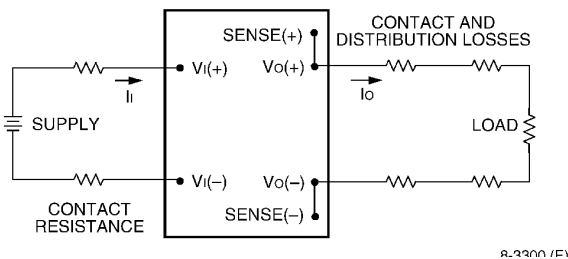 SENSE(+)
CONTACT AND
DISTRIBUTION LOSSES
VI(+)
VO(+)
II
IO
SUPPLY
LOAD
VI(–)
VO(–)
CONTACT
RESISTANCE
SENSE(–)
8-3300 (F)